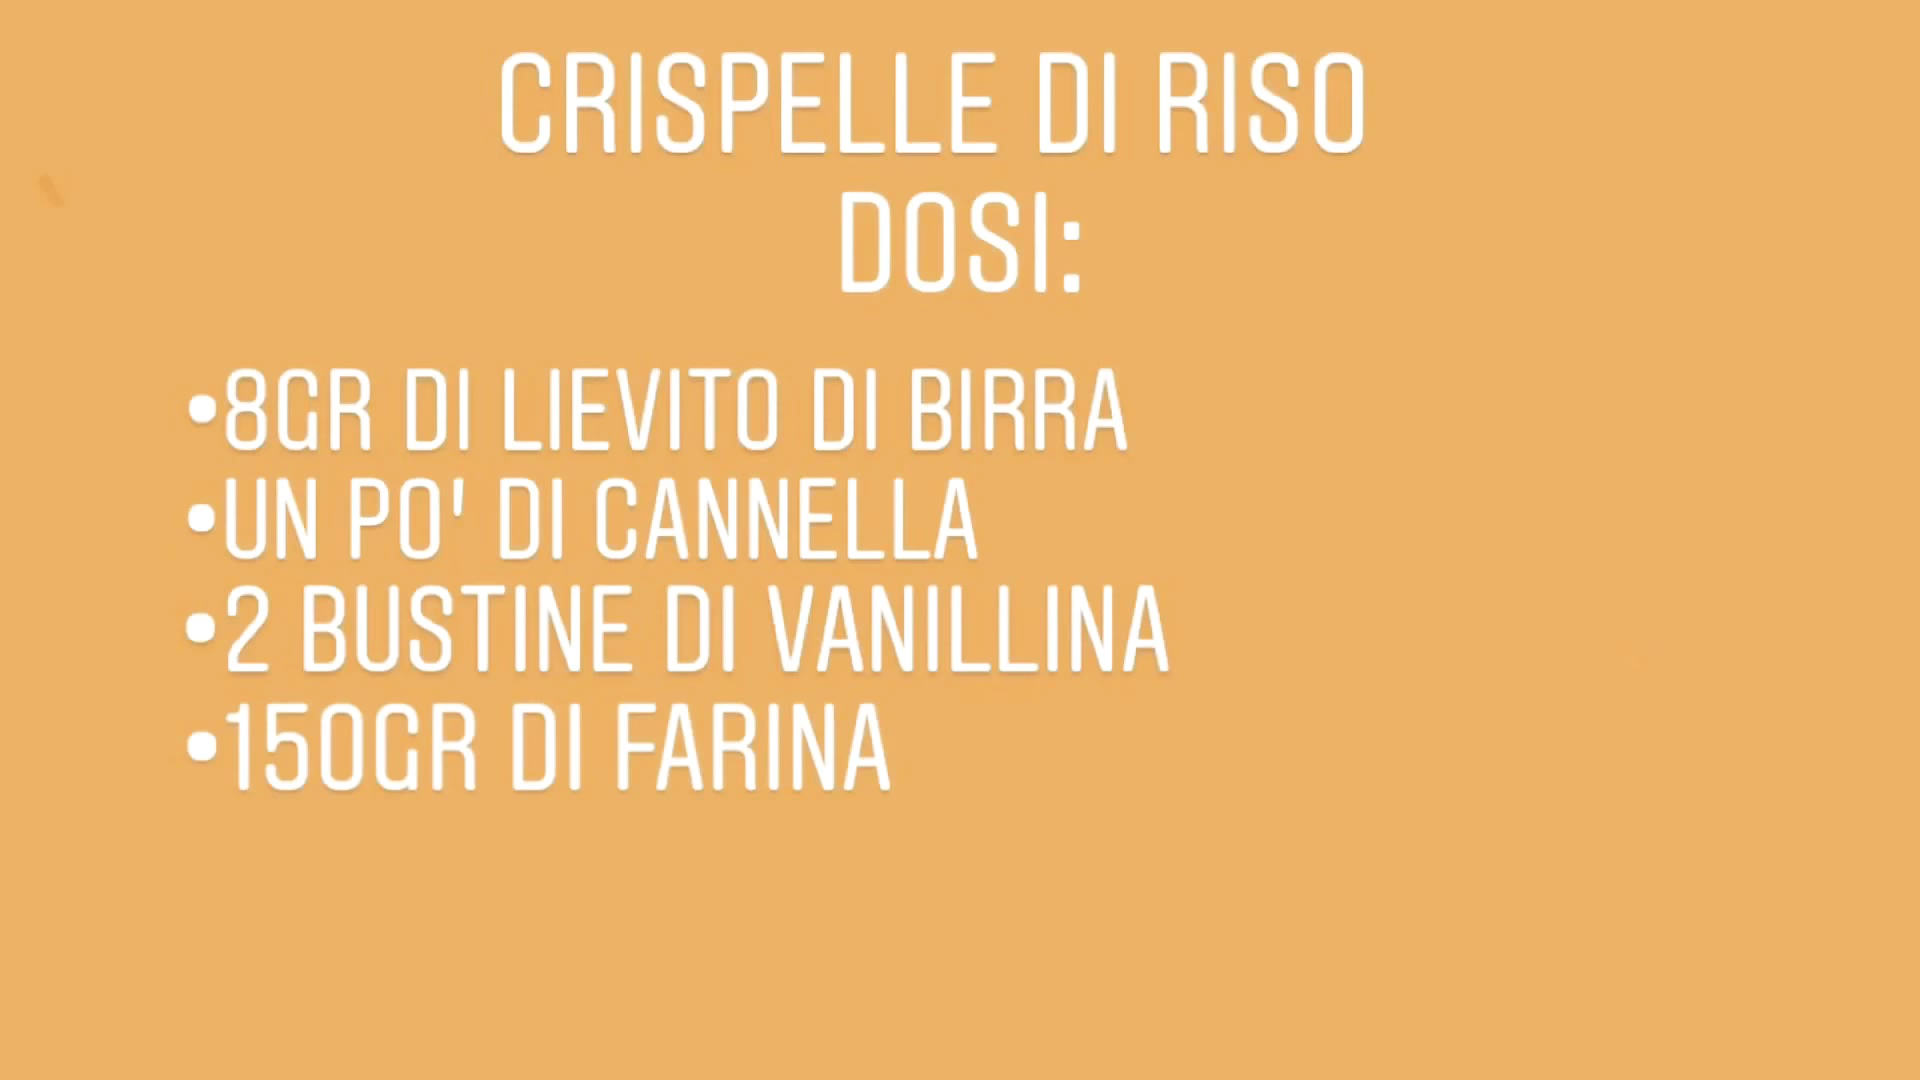 CRISPELLE DI RISO
DOSI:
•8GR DI LIEVITO DI BIRRA
•UN PO' DI CANNELLA
•2 BUSTINE DI VANILLINA
•150GR DI FARINA